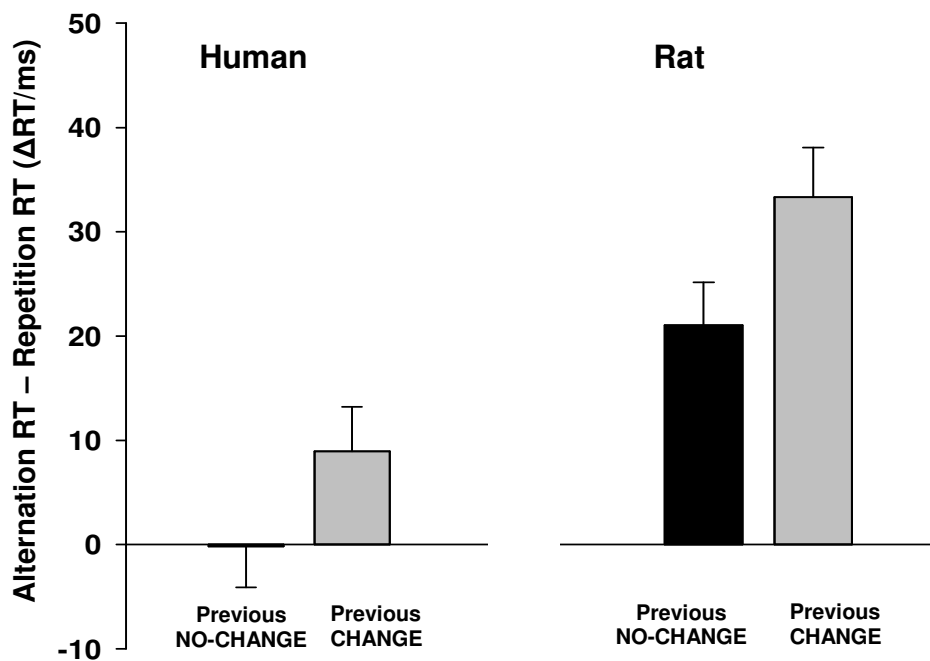 Alternation RT – Repetition RT (ΔRT/ms)
50
40
30
20
10
0
-10
Human
Rat
Previous
NO-CHANGE
Previous
CHANGE
Previous
NO-CHANGE
Previous
CHANGE